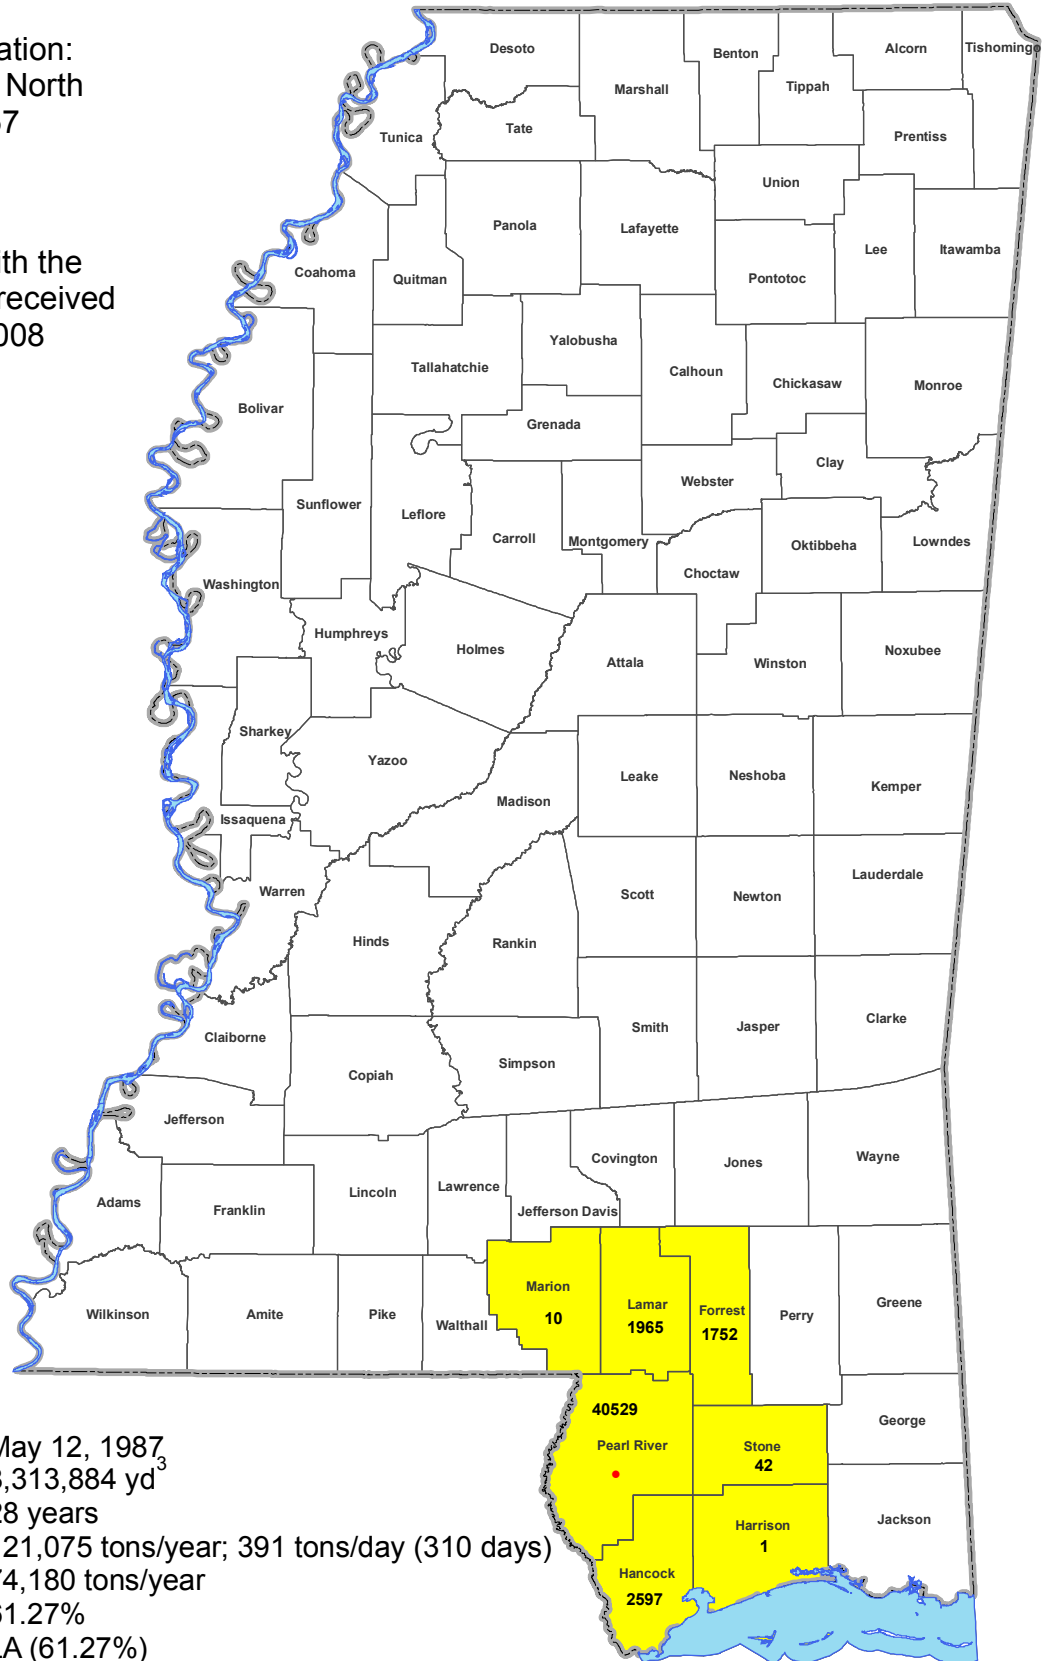 ation:
North
67
ith the
received
008
Desoto
Benton
Alcorn
Tishomingo
Marshall
Tippah
Tate
Tunica
Prentiss
Union
Panola
Lafayette
Lee
Itawamba
Coahoma
Quitman
Pontotoc
Yalobusha
Tallahatchie
Calhoun
Chickasaw
Monroe
Bolivar
Grenada
Clay
Webster
Sunflower
Leflore
Carroll
Montgomery
Oktibbeha
Lowndes
Choctaw
Washington
Humphreys
Holmes
Attala
Winston
Noxubee
Sharkey
Yazoo
Leake
Neshoba
Kemper
Madison
Issaquena
Warren
Scott
Newton
Lauderdale
Hinds
Rankin
Smith
Jasper
Clarke
Claiborne
Simpson
Copiah
Jefferson
Covington
Jones
Wayne
Lawrence
Lincoln
Adams
Franklin
Jefferson Davis
Marion
10
Lamar
1965
Forrest
1752
Perry
Greene
Wilkinson
Amite
Pike
Walthall
40529
Pearl River
Stone
42
George
Harrison
1
Jackson
Hancock
2597
May 12, 1987
3,313,884 yd³
28 years
121,075 tons/year; 391 tons/day (310 days)
74,180 tons/year
61.27%
LA (61.27%)